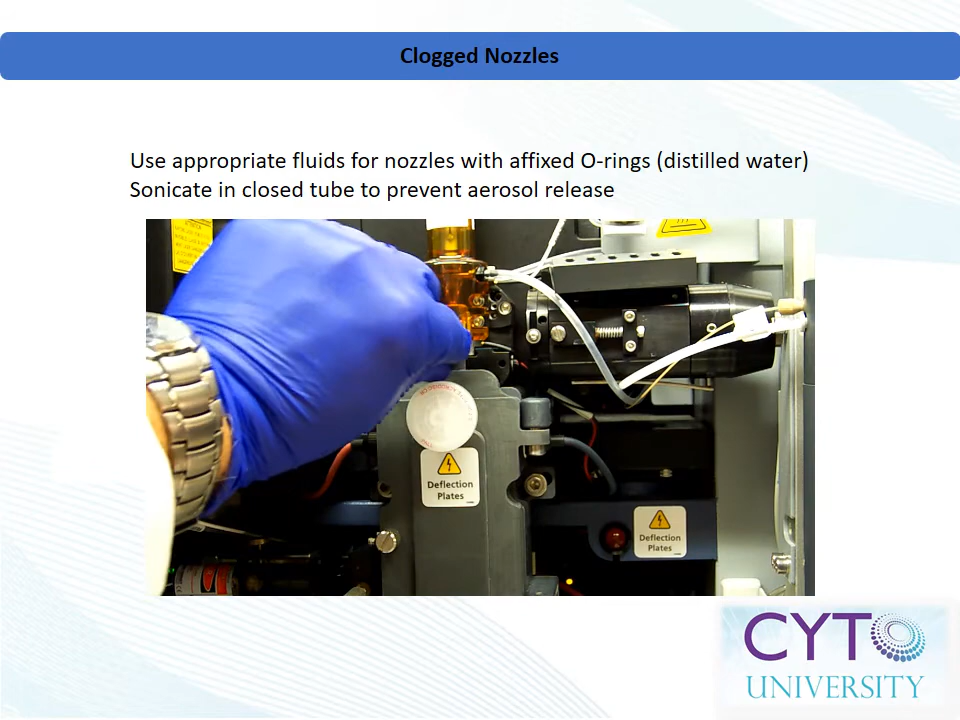 Clogged Nozzles
Use appropriate fluids for nozzles with affixed O-rings (distilled water)
Sonicate in closed tube to prevent aerosol release
Deflection
Plates
Deflection
Plates
CYTO
UNIVERSITY